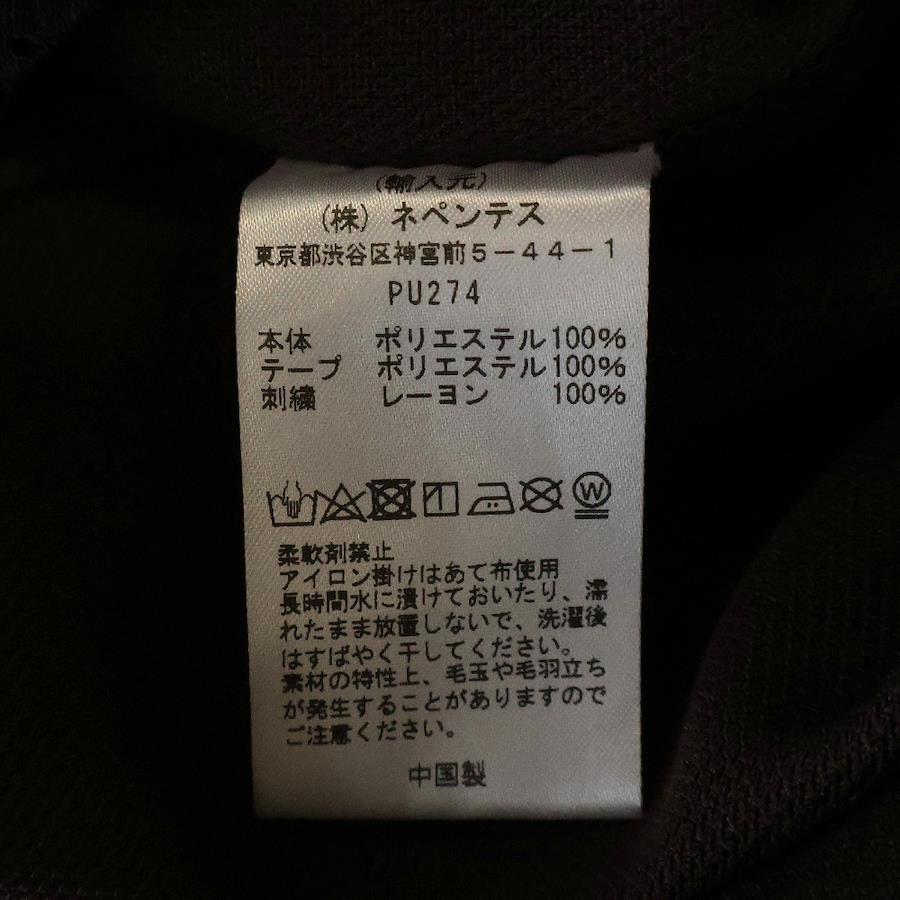 (輸入元)
(株) ネペンテス
東京都渋谷区神宮前5-44-1
PU274
本体 ポリエステル100%
テープ ポリエステル100%
刺繍 レーヨン 100%
W
柔軟剤禁止
アイロン掛けはあて布使用
長時間水に漬けておいたり、濡
れたまま放置しないで、洗濯後
はすばやく干してください。
素材の特性上、毛玉や毛羽立ち
が発生することがありますので
ご注意ください。
中国製